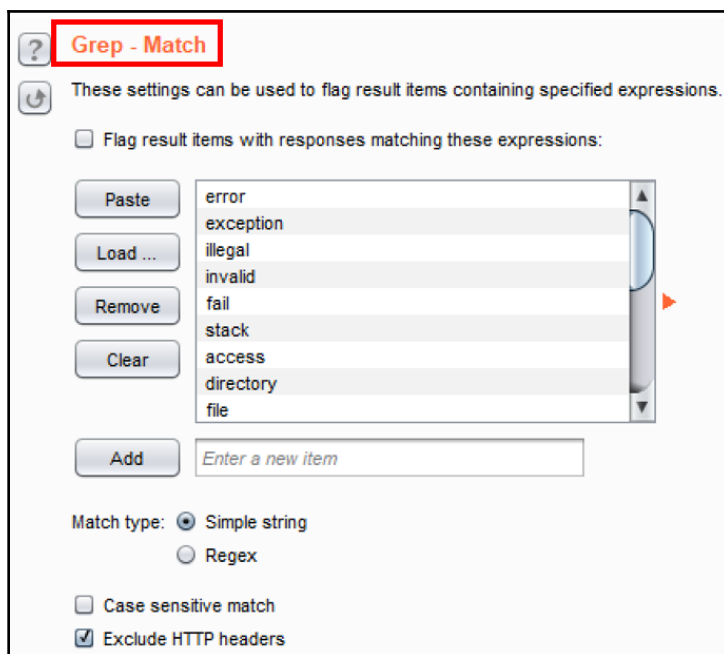 ?
Grep - Match
These settings can be used to flag result items containing specified expressions.
Flag result items with responses matching these expressions:
Paste
Load ...
Remove
Clear
error
exception
illegal
invalid
fail
stack
access
directory
file
Add
Enter a new item
Match type:
Simple string
Regex
Case sensitive match
Exclude HTTP headers